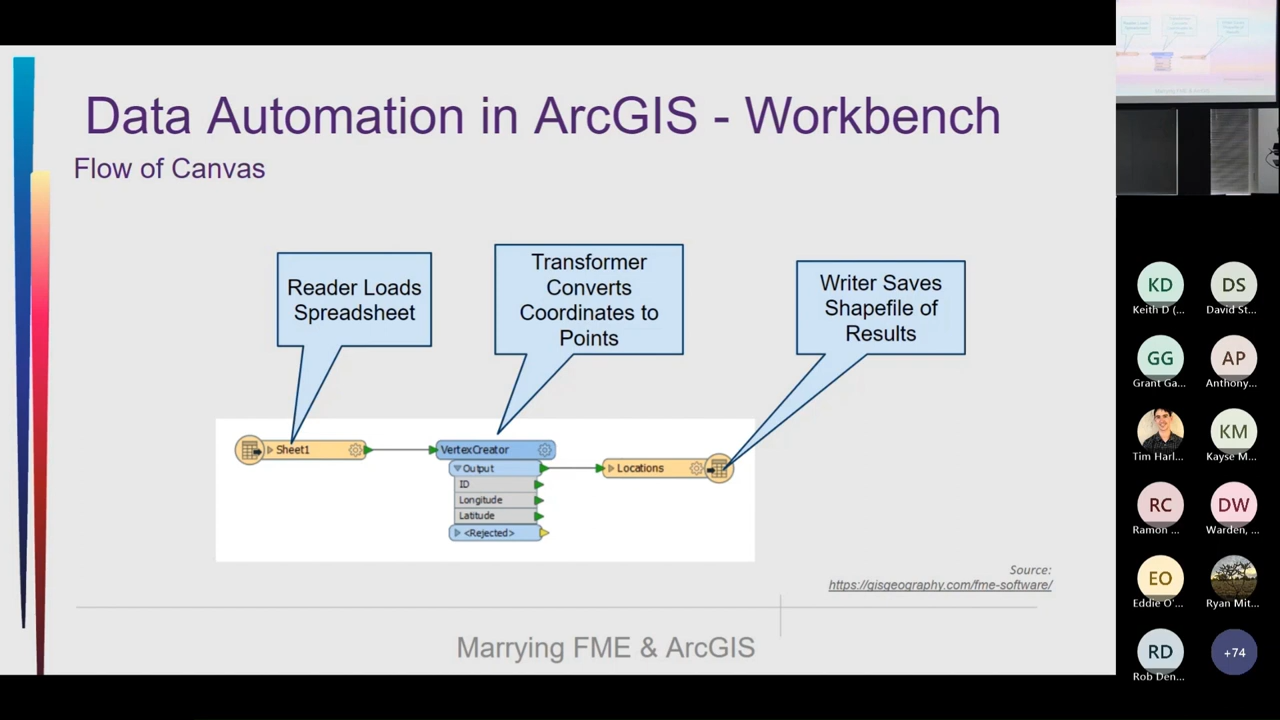 Data Automation in ArcGIS - Workbench
Flow of Canvas
Reader Loads
Spreadsheet
Transformer
Converts
Coordinates to
Points
Writer Saves
Shapefile of
Results
Sheet1
VertexCreator
Output
ID
Longitude
Latitude
<Rejected>
Locations
Source:
https://gisgeography.com/fme-software/
Marrying FME & ArcGIS
KD
Keith D (...
DS
David St...
GG
Grant Ga...
AP
Anthony...
Tim Harl...
KM
Kayse M...
RC
Ramon ...
DW
Warden, ...
EO
Eddie O'...
Ryan Mit...
RD
Rob Den...
+74